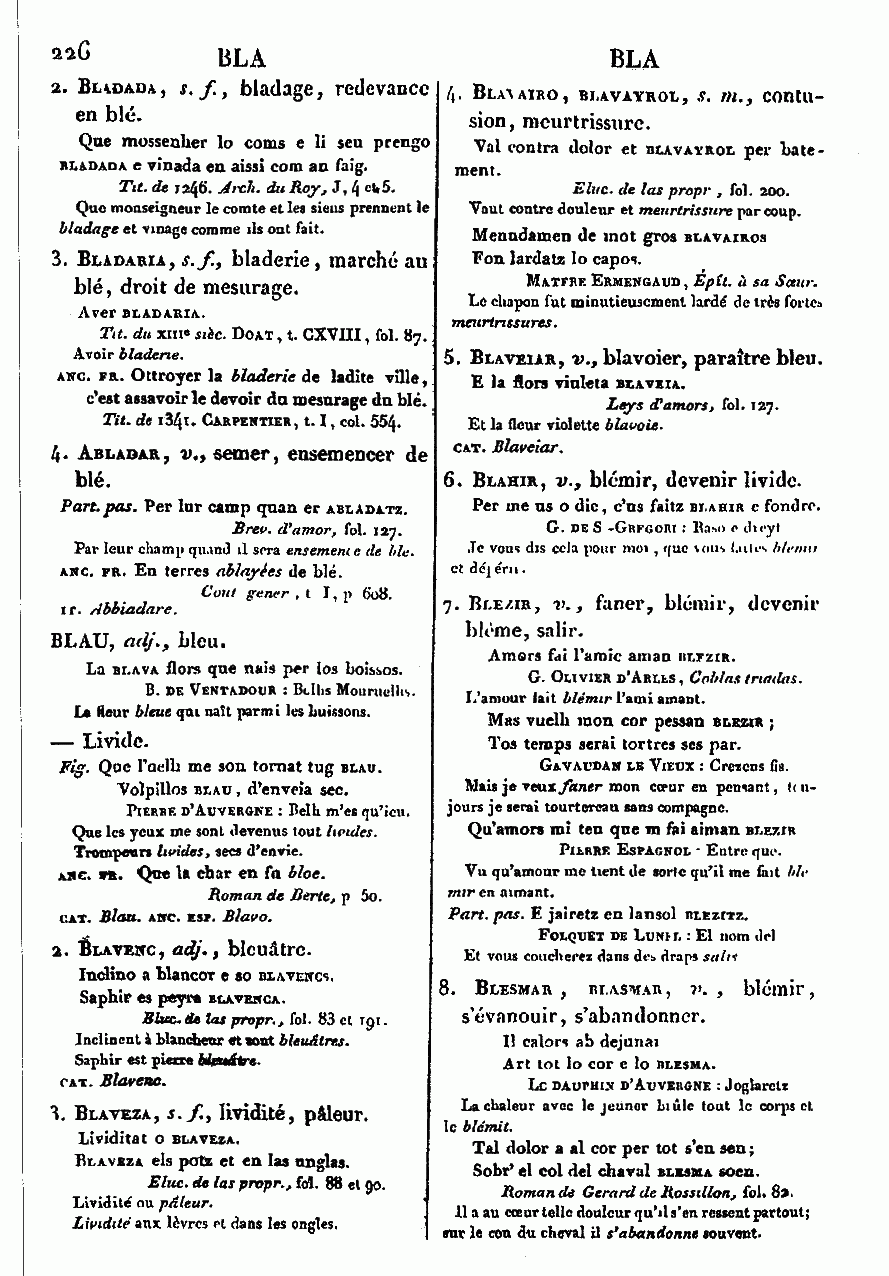 226 BLA BLA
2. BLADADA, s. f., bladage, redevance
en blé.
Que mossenher lo coms e li seu prengo
BLADADA e vinada en aissi com an faig.
Tit. de 1246. Arch. du Roy, J, 4 et 5.
Que monseigneur le comte et les siens prennent le
bladage et vinage comme ils ont fait.
3. BLADARIA, s. f., bladerie, marché au
blé, droit de mesurage.
Aver BLADARIA.
Tit. du XIIIe sièc. DOAT, t. CXVIII, fol. 87.
Avoir bladerie.
ANC. FR. Ottroyer la bladerie de ladite ville,
c'est assavoir le devoir du mesurage du blé.
Tit. de 1341. CARPENTIER, t. I, col. 554.
4. ABLADAR, v., semer, ensemencer de
blé.
Part. pas. Per lur camp quan er ABLADATZ.
Brev. d'amor, fol. 127.
Par leur champ quand il sera ensemencé de blé.
ANC. FR. En terres ablayées de blé.
Cout gener, t I, p 608.
IT. Abbiadare.
BLAU, adj., bleu.
La BLAVA flors que nais per los boissos.
B. DE VENTADOUR : Belhs Monruelhs.
La fleur bleue qui naît parmi les buissons.
— Livide.
Fig. Que l'uelh me son tornat tug BLAU.
Volpillos BLAU, d'enveia sec.
PIERRE D'AUVERGNE : Belh m'es qu'ieu.
Que les yeux me sont devenus tout livides.
Trompeurs livides, secs d'envie.
ANC. FR. Que la char en fu bloe.
Roman de Berte, p 50.
CAT. Blau. ANC. ESP. Blavo.
2. BLAVENC, adj., bleuâtre.
Inclino a blancor e so BLAVENCS.
Saphir es peyra BLAVENCA.
Eluc. de las propr., fol. 83 et 191.
Inclinent à blancheur et sont bleuâtres.
Saphir est pierre bleuâtre.
CAT. Blavenc.
3. BLAVEZA, s. f., lividité, pâleur.
Lividitat o BLAVEZA.
BLAVEZA els potz et en las unglas.
Eluc. de las propr., fol. 88 et 90.
Lividité ou pâleur.
Lividité aux lèvres et dans les ongles.
4. BLAVAIRO, BLAVAYROL, s. m., contu-
sion, meurtrissure.
Val contra dolor et BLAVAYROL per bate-
ment.
Eluc. de las propr, fol. 200.
Vaut contre douleur et meurtrissure par coup.
Menudamen de mot gros BLAVAIROS
Fon lardatz lo capos.
MATFRE ERMENGAUD, Épît. à sa Sœur.
Le chapon fut minutieusement lardé de très fortes
meurtrissures.
5. BLAVEIAR, v., blavoier, paraître bleu.
E la flors viuleta BLAVEIA.
Leys d'amors, fol. 127.
Et la fleur violette blavoie.
CAT. Blaveiar.
6. BLAHIR, v., blémir, devenir livide.
Per me us o dic, c'us faitz BLAHIR e fondre.
G. DE S -GREGORI : Raso e dreyt
Je vous dis cela pour moi, que vous faites blémir
et dépérir.
7. BLEZIR, v., faner, blémir, devenir
blême, salir.
Amors fai l'amic aman BLEZIR.
G. OLIVIER D'ARLES, Coblas triadas.
L'amour fait blémir l'ami amant.
Mas vuelh mon cor pessan BLEZIR ;
Tos temps serai tortres ses par.
GAVAUDAN LE VIEUX : Crezens fis.
Mais je veux faner mon cœur en pensant, tou-
jours je serai tourtereau sans compagne.
Qu'amors mi ten que m fai aiman BLEZIR
PIERRE ESPAGNOL - Entre que.
Vu qu'amour me tient de sorte qu'il me fait blé
mir en aimant.
Part. pas. E jairetz en lansol BLEZITZ.
FOLQUET DE LUNEL : El nom del
Et vous coucherez dans des draps salis
8. BLESMAR, BLASMAR, v., blémir,
s'évanouir, s'abandonner.
Il calors ab dejunar
Art tot lo cor e lo BLESMA.
LE DAUPHIN D'AUVERGNE : Joglaretz
La chaleur avec le jeûner brûle tout le corps et
le blémit.
Tal dolor a al cor per tot s'en sen ;
Sobr' el col del chaval BLESMA soen.
Roman de Gerard de Rossillon, fol. 82.
Il a au cœur telle douleur qu'il s'en ressent partout;
sur le cou du cheval il s'abandonne souvent.